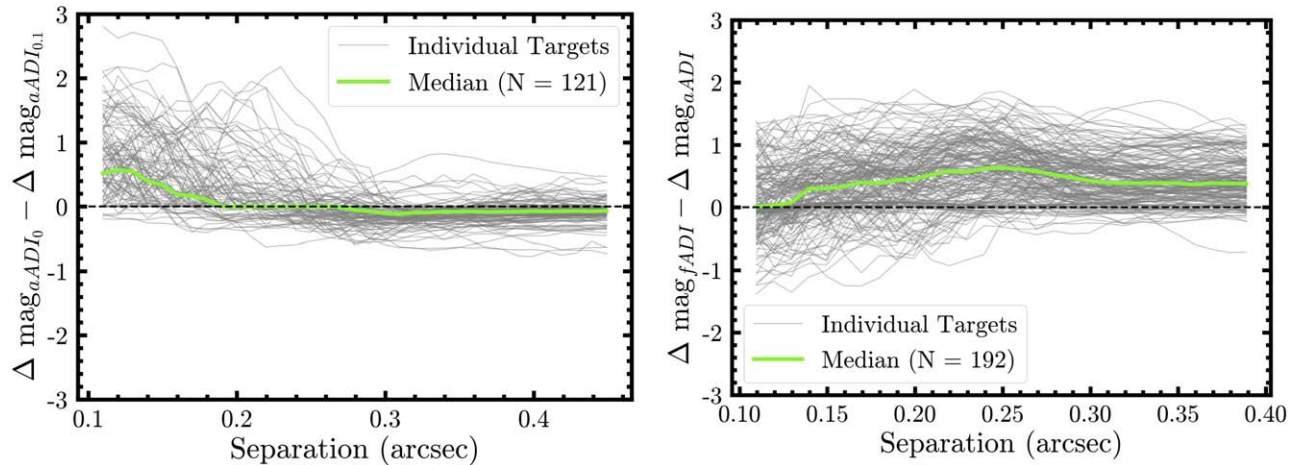 Δ mag_{aADI_0} − Δ mag_{aADI_{0.1}}
3
2
1
0
-1
-2
-3
Individual Targets
Median (N = 121)
0.1 0.2 0.3 0.4
Separation (arcsec)
Δ mag_{fADI} − Δ mag_{aADI}
3
2
1
0
-1
-2
-3
Individual Targets
Median (N = 192)
0.10 0.15 0.20 0.25 0.30 0.35 0.40
Separation (arcsec)